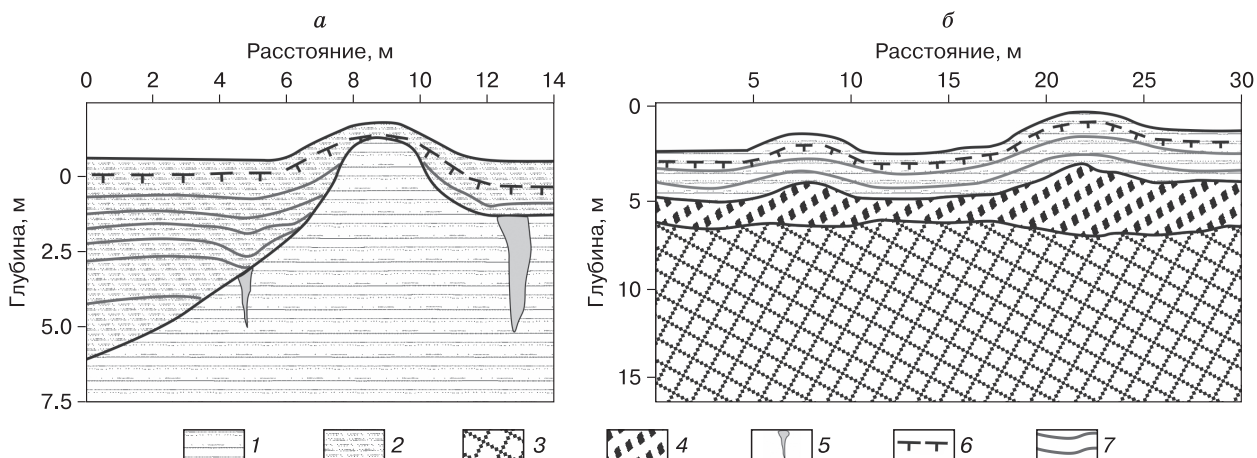 а
Расстояние, м
0 2 4 6 8 10 12 14
Глубина, м
0
2.5
5.0
7.5
б
Расстояние, м
5 10 15 20 25 30
Глубина, м
0
5
10
15
1 2 3 4 5 6 7